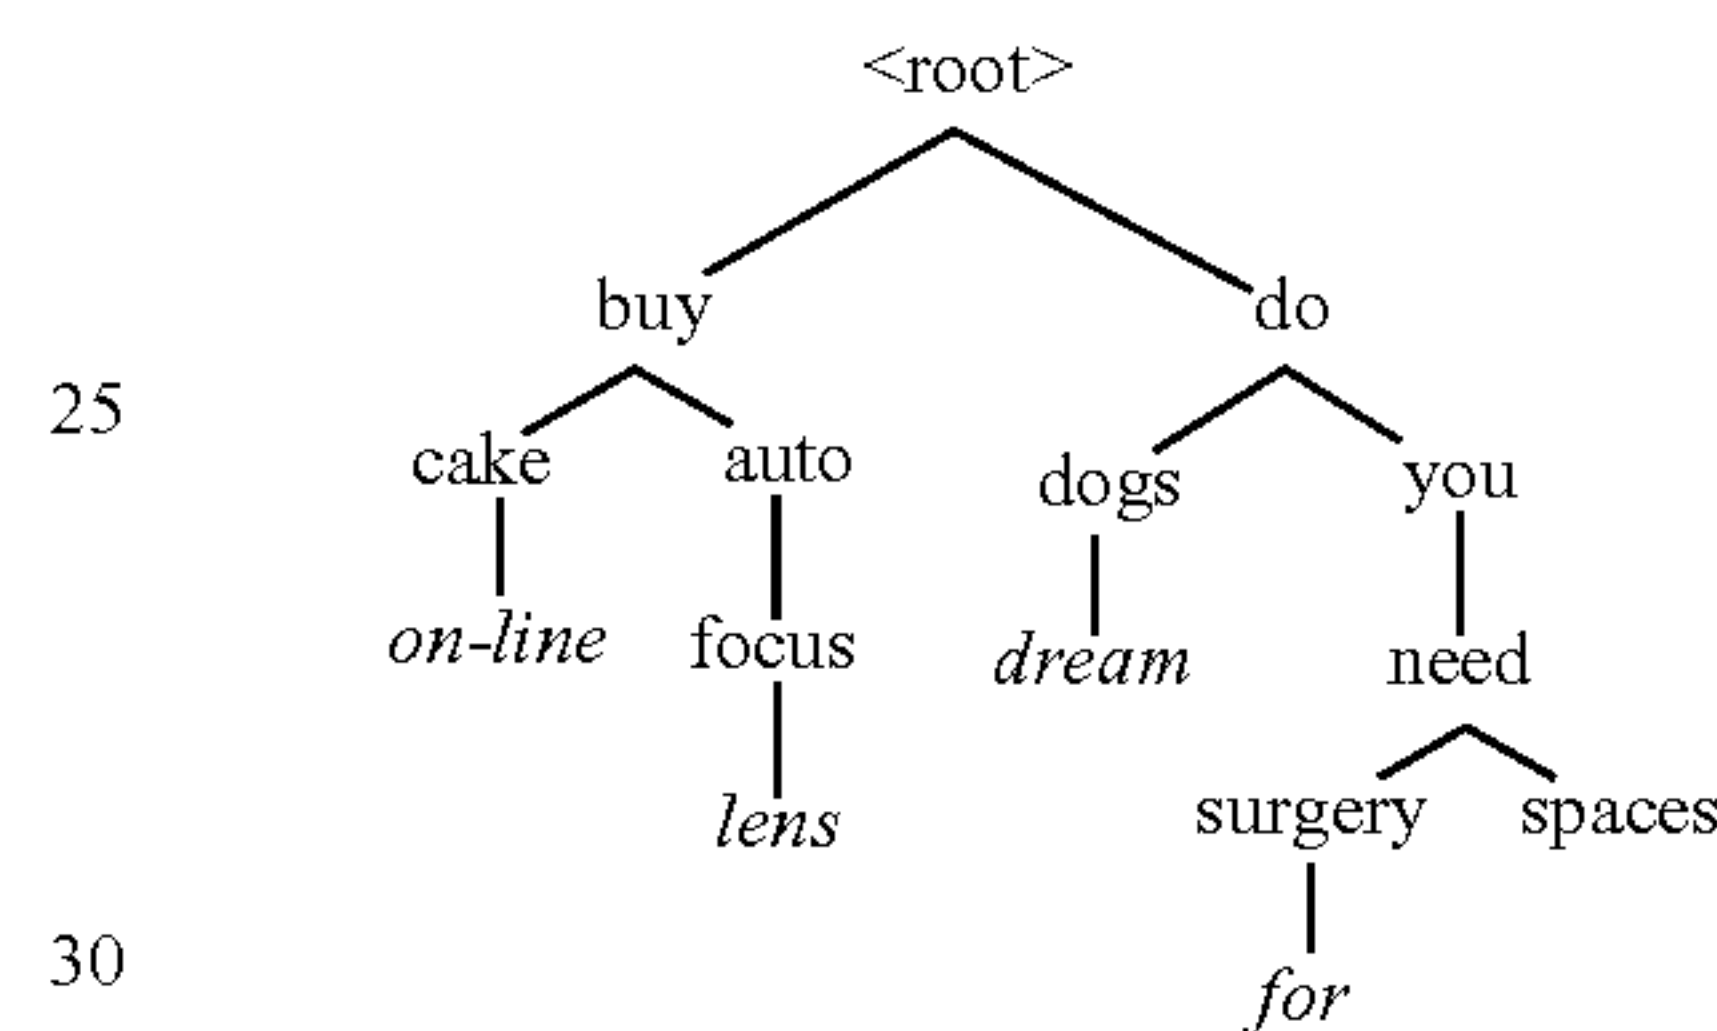 <root>
buy do
25
cake auto dogs you
on-line focus dream need
lens surgery spaces
30
for